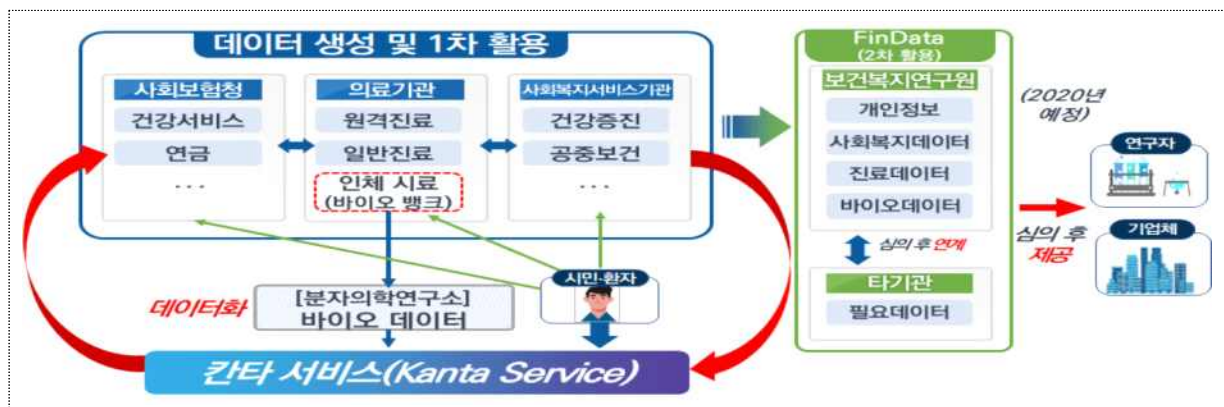 데이터 생성 및 1차 활용
사회보험청
건강서비스
연금
...
의료기관
원격진료
일반진료
인체 시료
(바이오 뱅크)
사회복지서비스기관
건강증진
공중보건
...
데이터화
[분자의학연구소]
바이오 데이터
시민·환자
칸타 서비스(Kanta Service)
FinData
(2차 활용)
보건복지연구원
개인정보
사회복지데이터
진료데이터
바이오데이터
심의 후 연계
타기관
필요데이터
(2020년
예정)
심의 후
제공
연구자
기업체